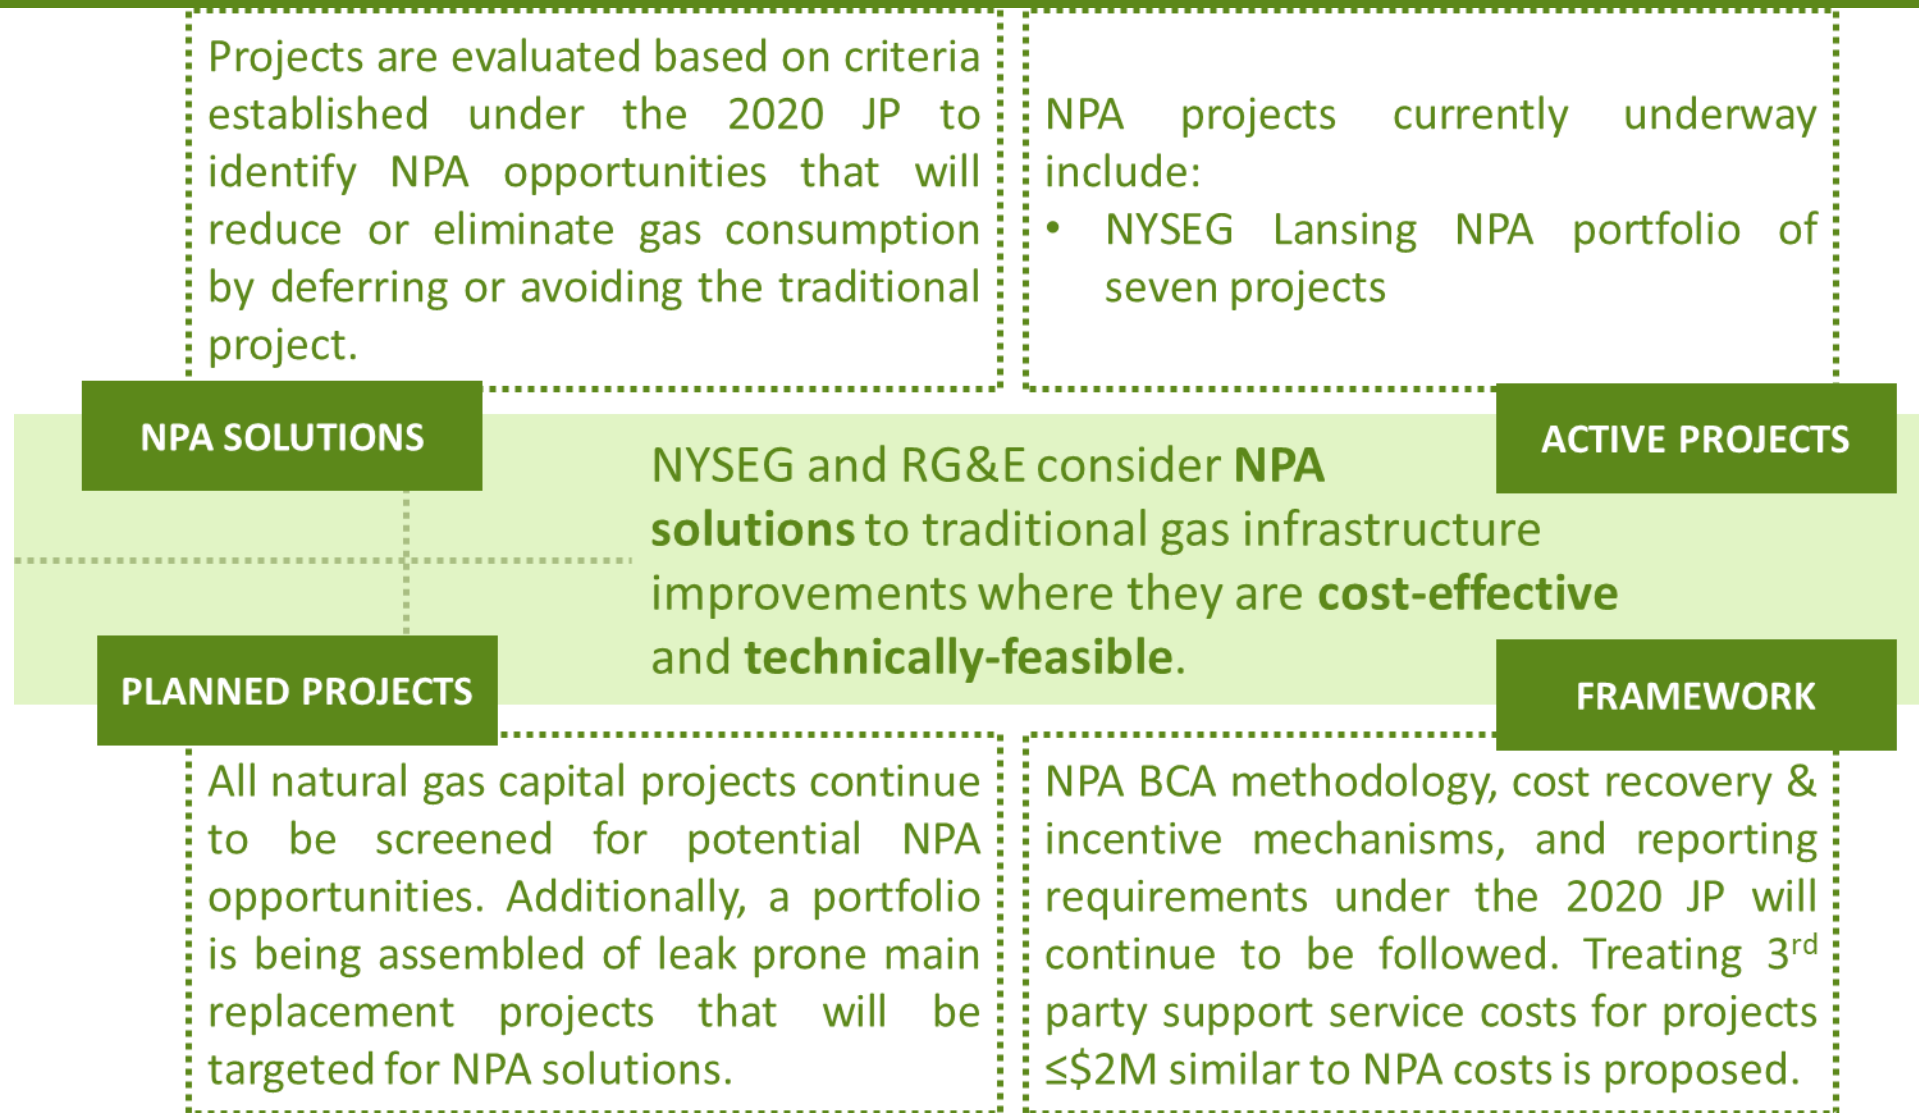 Projects are evaluated based on criteria
established under the 2020 JP to
identify NPA opportunities that will
reduce or eliminate gas consumption
by deferring or avoiding the traditional
project.
NPA projects currently underway
include:
• NYSEG Lansing NPA portfolio of
seven projects
NPA SOLUTIONS
ACTIVE PROJECTS
NYSEG and RG&E consider NPA
solutions to traditional gas infrastructure
improvements where they are cost-effective
and technically-feasible.
PLANNED PROJECTS
FRAMEWORK
All natural gas capital projects continue
to be screened for potential NPA
opportunities. Additionally, a portfolio
is being assembled of leak prone main
replacement projects that will be
targeted for NPA solutions.
NPA BCA methodology, cost recovery &
incentive mechanisms, and reporting
requirements under the 2020 JP will
continue to be followed. Treating 3rd
party support service costs for projects
≤$2M similar to NPA costs is proposed.